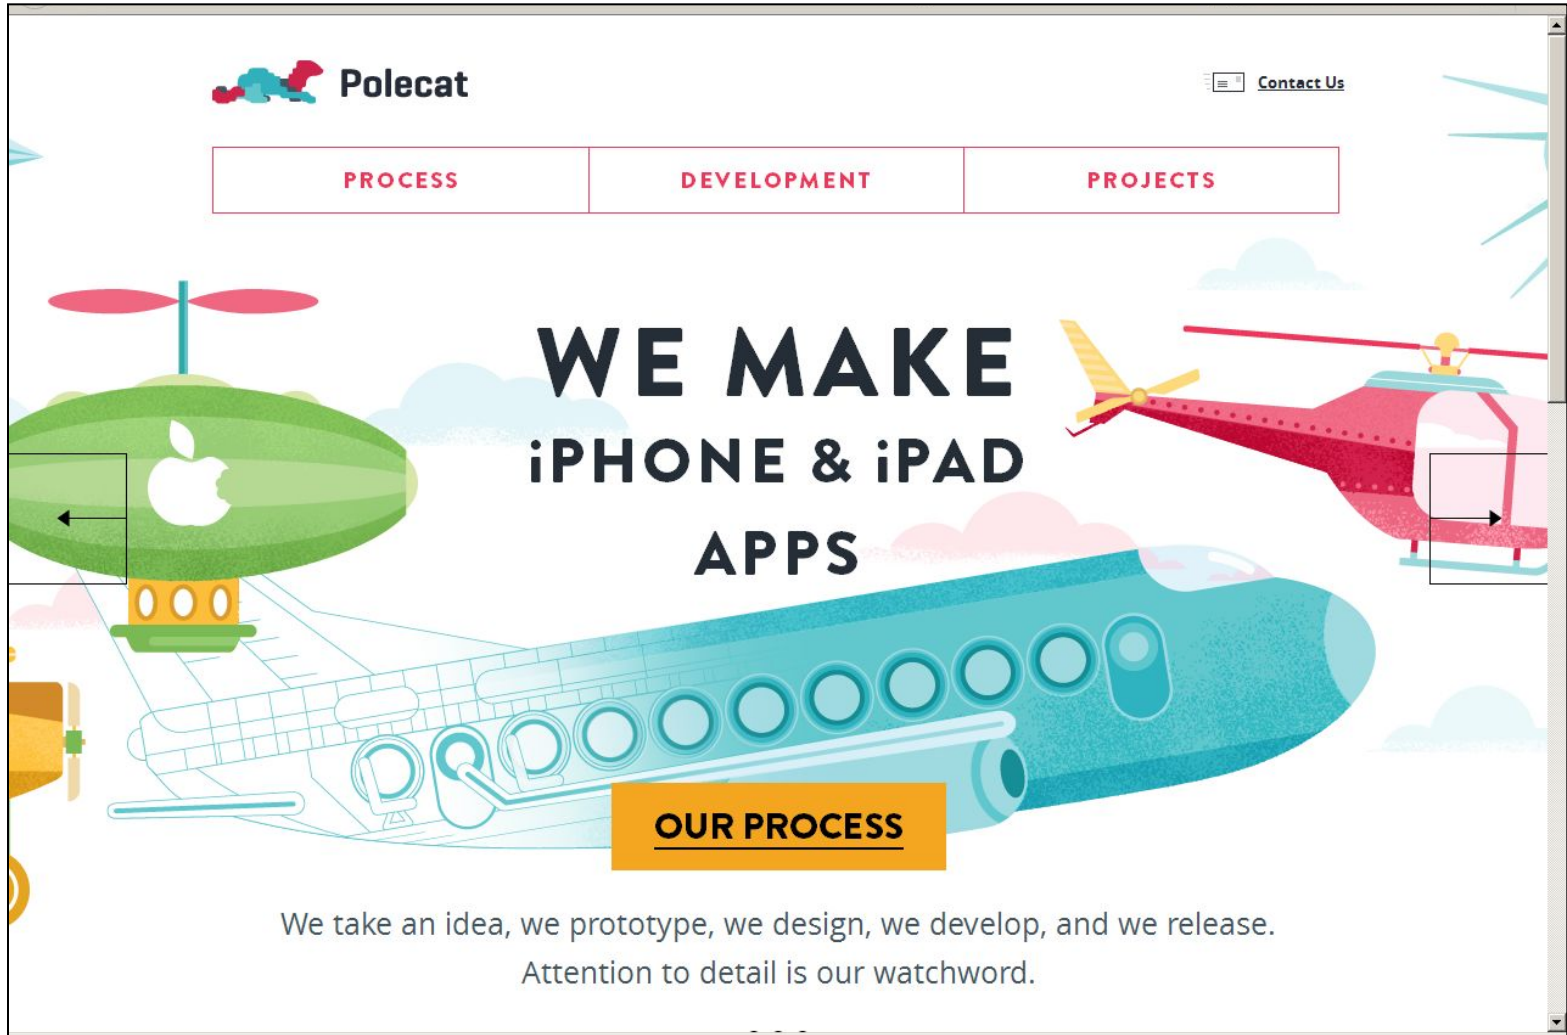 Polecat
Contact Us
PROCESS DEVELOPMENT PROJECTS
WE MAKE
iPHONE & iPAD
APPS
OUR PROCESS
We take an idea, we prototype, we design, we develop, and we release.
Attention to detail is our watchword.